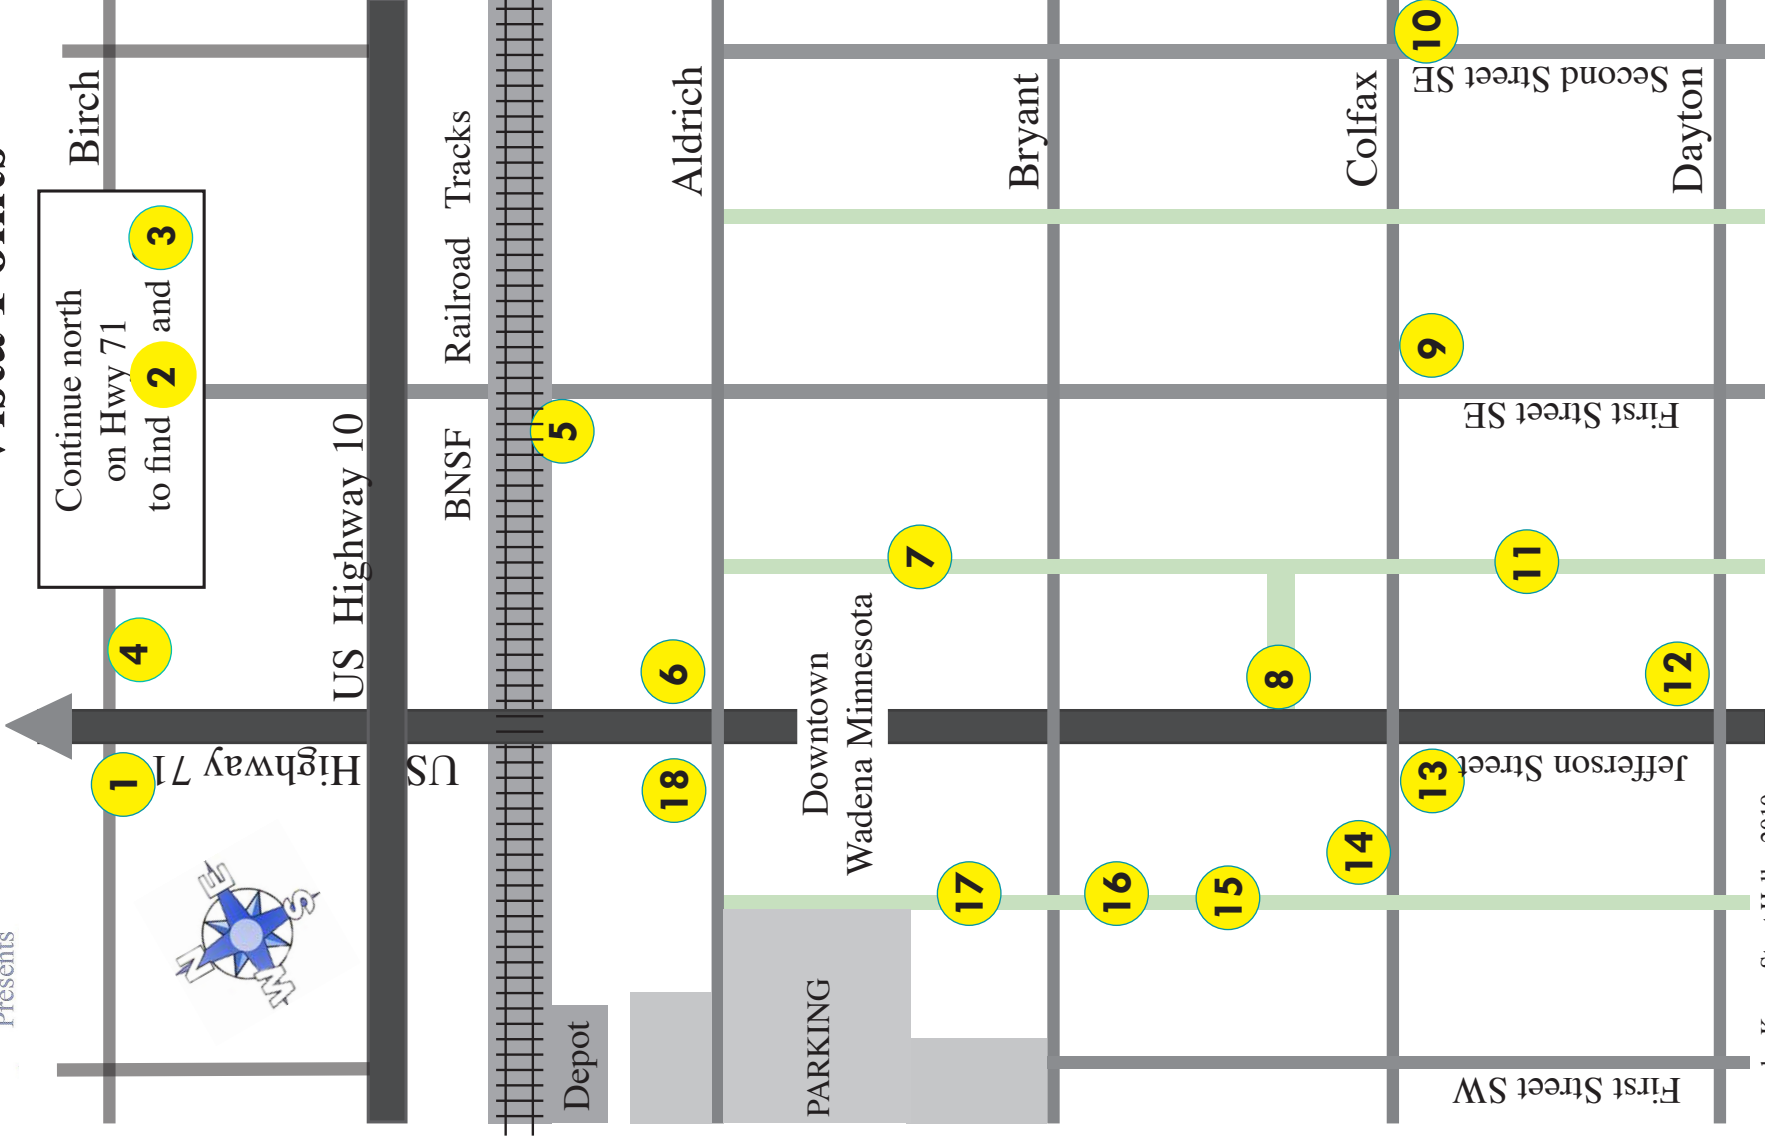 Presents
Birch
Continue north
on Hwy 71
to find 2 and 3
4
1
US Highway 10
US Highway 71
N
E
S
W
BNSF Railroad Tracks
5
Depot
6
18
Aldrich
Downtown
Wadena Minnesota
PARKING
7
17
Bryant
16
15
8
14
Colfax
10
Second Street SE
9
First Street SE
11
13
Jefferson Street
12
First Street SW
Dayton